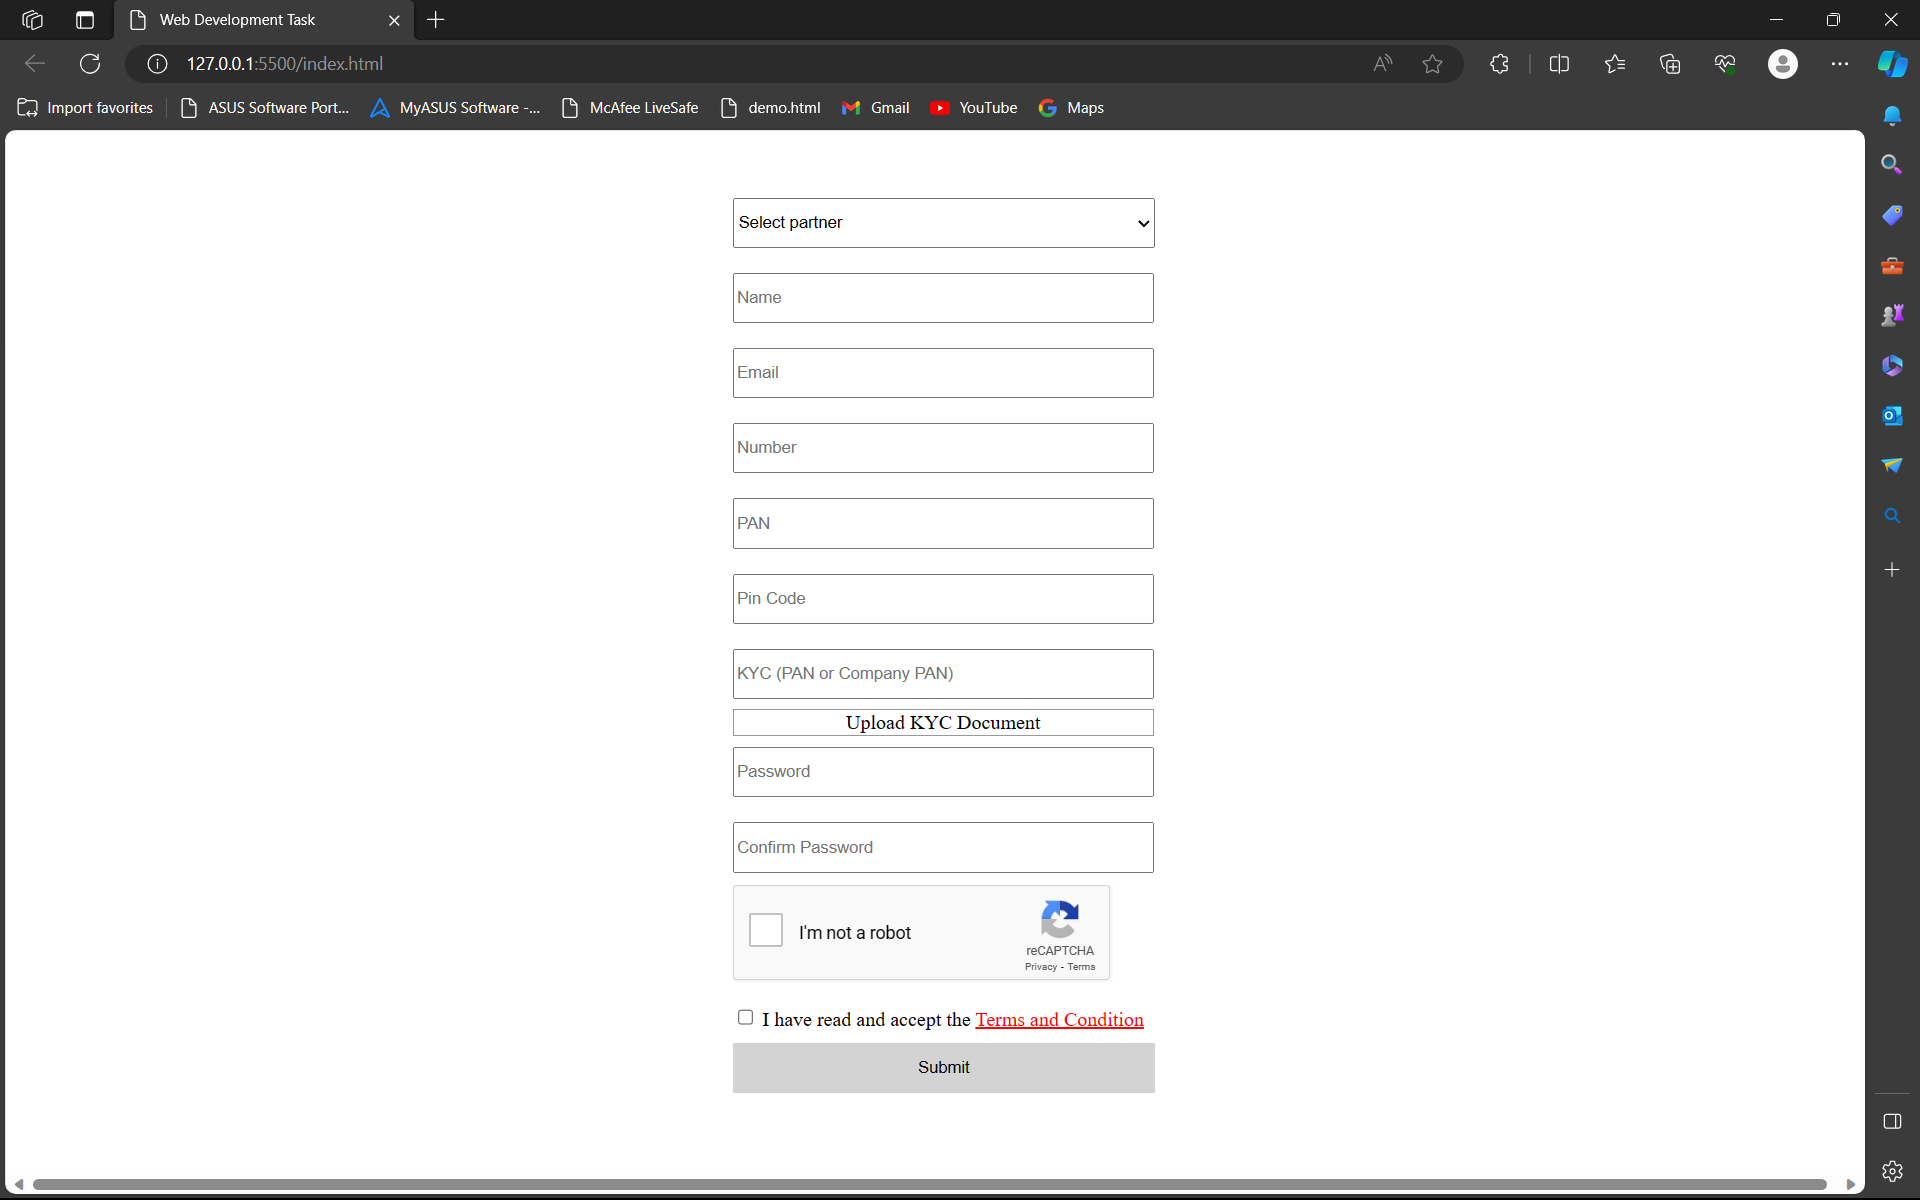 Web Development Task
127.0.0.1:5500/index.html
Import favorites
ASUS Software Port...
MyASUS Software -...
McAfee LiveSafe
demo.html
Gmail
YouTube
Maps
Select partner
Name
Email
Number
PAN
Pin Code
KYC (PAN or Company PAN)
Upload KYC Document
Password
Confirm Password
I'm not a robot
reCAPTCHA
Privacy - Terms
I have read and accept the Terms and Condition
Submit